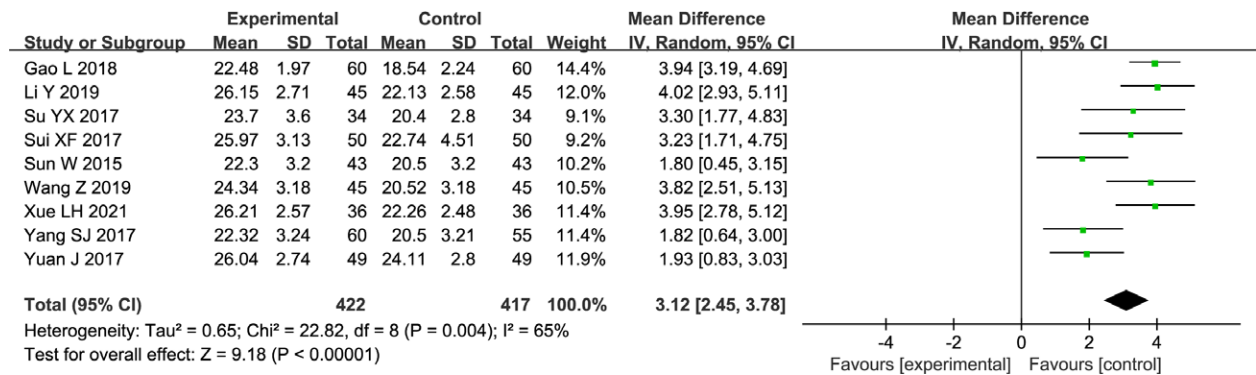 Experimental Control Mean Difference Mean Difference
Study or Subgroup Mean SD Total Mean SD Total Weight IV, Random, 95% CI IV, Random, 95% CI
Gao L 2018 22.48 1.97 60 18.54 2.24 60 14.4% 3.94 [3.19, 4.69]
Li Y 2019 26.15 2.71 45 22.13 2.58 45 12.0% 4.02 [2.93, 5.11]
Su YX 2017 23.7 3.6 34 20.4 2.8 34 9.1% 3.30 [1.77, 4.83]
Sui XF 2017 25.97 3.13 50 22.74 4.51 50 9.2% 3.23 [1.71, 4.75]
Sun W 2015 22.3 3.2 43 20.5 3.2 43 10.2% 1.80 [0.45, 3.15]
Wang Z 2019 24.34 3.18 45 20.52 3.18 45 10.5% 3.82 [2.51, 5.13]
Xue LH 2021 26.21 2.57 36 22.26 2.48 36 11.4% 3.95 [2.78, 5.12]
Yang SJ 2017 22.32 3.24 60 20.5 3.21 55 11.4% 1.82 [0.64, 3.00]
Yuan J 2017 26.04 2.74 49 24.11 2.8 49 11.9% 1.93 [0.83, 3.03]
Total (95% CI) 422 417 100.0% 3.12 [2.45, 3.78]
Heterogeneity: Tau² = 0.65; Chi² = 22.82, df = 8 (P = 0.004); I² = 65%
Test for overall effect: Z = 9.18 (P < 0.00001)
-4 -2 0 2 4
Favours [experimental] Favours [control]